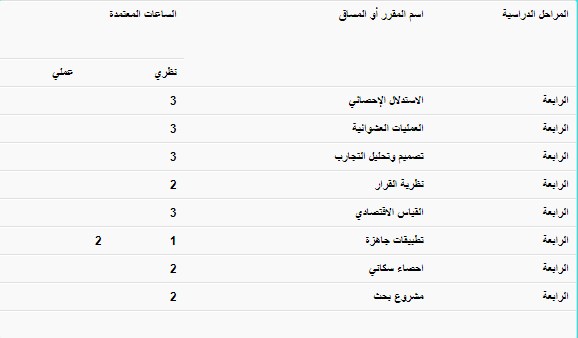 المراحل الدراسية اسم المقرر أو المساق الساعات المعتمدة
نظري عملي
الرابعة الاستدلال الإحصائي 3
الرابعة العمليات العشوائية 3
الرابعة تصميم وتحليل التجارب 3
الرابعة نظرية القرار 2
الرابعة القياس الاقتصادي 3
الرابعة تطبيقات جاهزة 1 2
الرابعة احصاء سكاني 2
الرابعة مشروع بحث 2